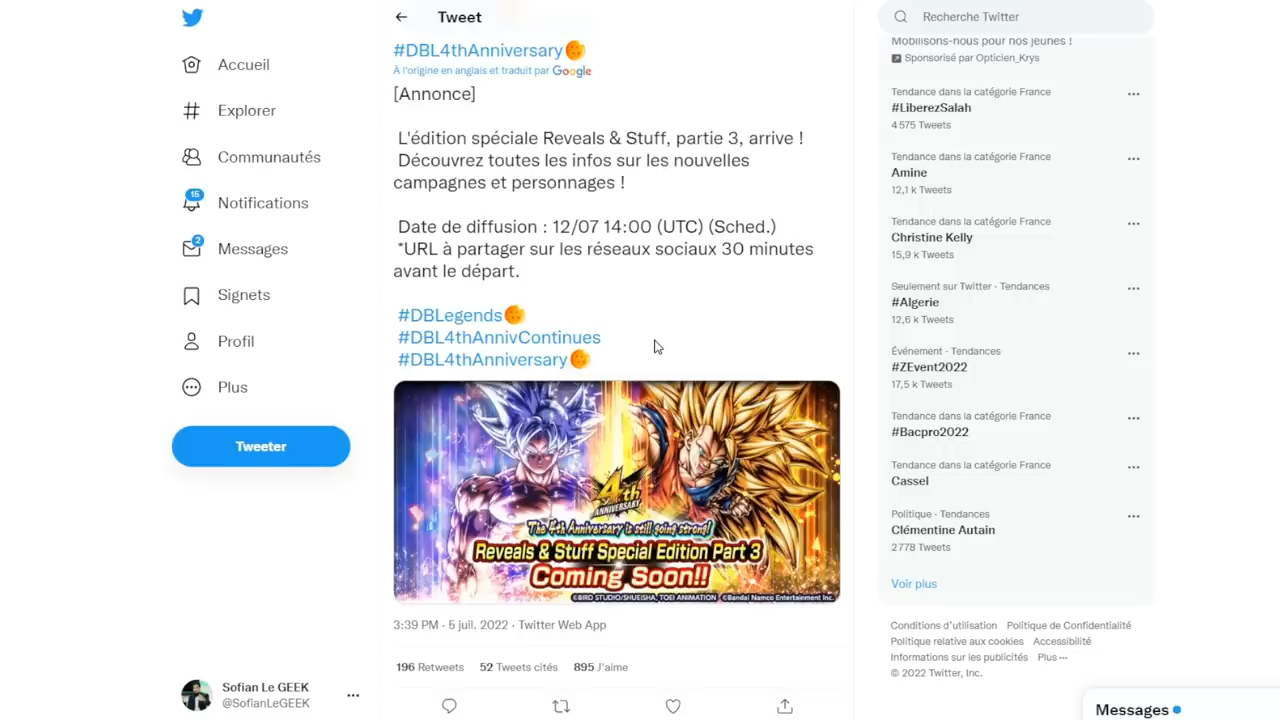 Accueil
Explorer
Communautés
15
Notifications
2
Messages
Signets
Profil
Plus
Tweeter
Sofian Le GEEK
@SofianLeGEEK
Tweet
#DBL4thAnniversary
À l'origine en anglais et traduit par Google
[Annonce]
L'édition spéciale Reveals & Stuff, partie 3, arrive !
Découvrez toutes les infos sur les nouvelles
campagnes et personnages !
Date de diffusion : 12/07 14:00 (UTC) (Sched.)
*URL à partager sur les réseaux sociaux 30 minutes
avant le départ.
#DBLegends
#DBL4thAnnivContinues
#DBL4thAnniversary
4th
ANNIVERSARY
The 4th Anniversary is still going strong!
Reveals & Stuff Special Edition Part 3
Coming Soon!!
©BIRD STUDIO/SHUEISHA, TOEI ANIMATION ©Bandai Namco Entertainment Inc.
3:39 PM · 5 juil. 2022 · Twitter Web App
196 Retweets 52 Tweets cités 895 J'aime
Recherche Twitter
Mobilisons-nous pour nos jeunes !
Sponsorisé par Opticien_Krys
Tendance dans la catégorie France
#LiberezSalah
4 575 Tweets
Tendance dans la catégorie France
Amine
12,1 k Tweets
Tendance dans la catégorie France
Christine Kelly
15,9 k Tweets
Seulement sur Twitter · Tendances
#Algerie
12,6 k Tweets
Événement · Tendances
#ZEvent2022
17,5 k Tweets
Tendance dans la catégorie France
#Bacpro2022
Tendance dans la catégorie France
Cassel
Politique · Tendances
Clémentine Autain
2 778 Tweets
Voir plus
Conditions d'utilisation Politique de Confidentialité
Politique relative aux cookies Accessibilité
Informations sur les publicités Plus ···
© 2022 Twitter, Inc.
Messages